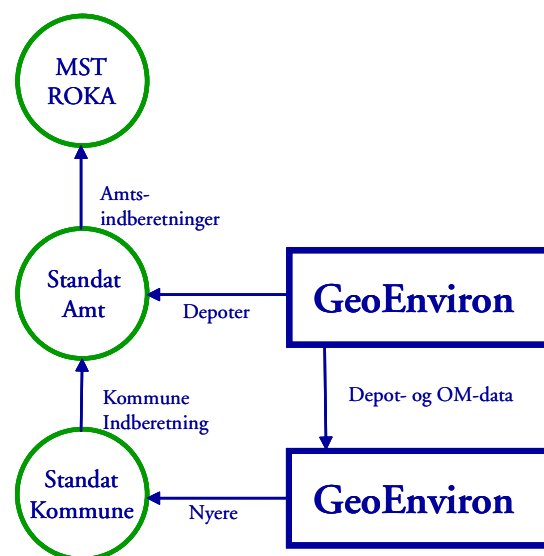 MST
ROKA
Amts-
indberetninger
Standat
Amt
Depoter
GeoEnviron
Kommune
Indberetning
Depot- og OM-data
Standat
Kommune
Nyere
GeoEnviron